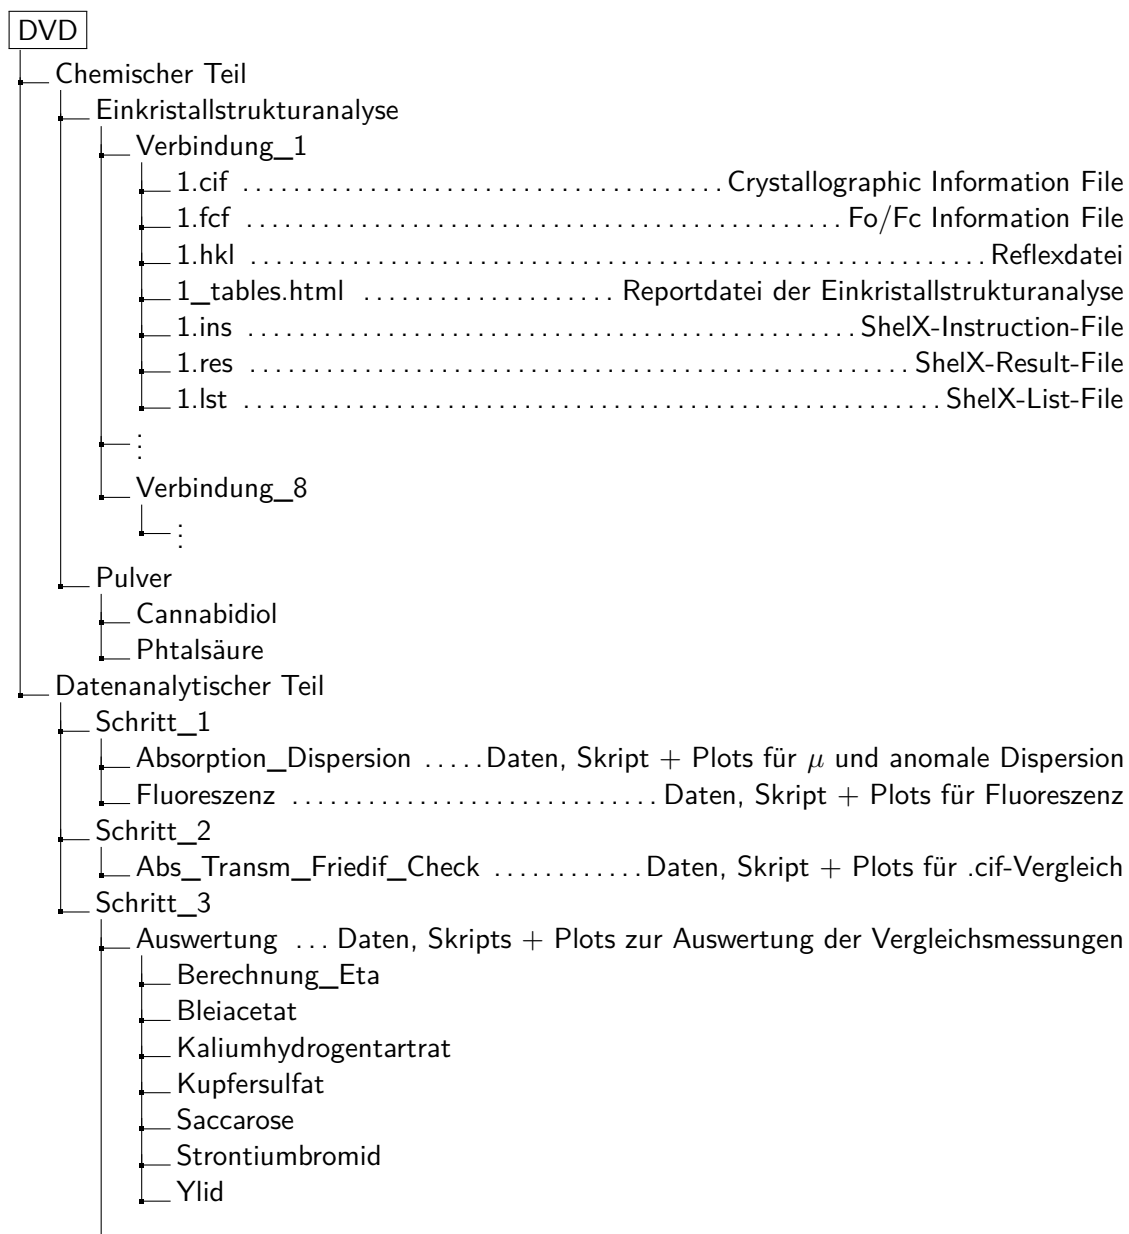 DVD
Chemischer Teil
Einkristallstrukturanalyse
Verbindung_1
1.cif ..................................... Crystallographic Information File
1.fcf ............................................... Fo/Fc Information File
1.hkl .......................................................... Reflexdatei
1_tables.html .................... Reportdatei der Einkristallstrukturanalyse
1.ins ................................................ ShelX-Instruction-File
1.res .................................................... ShelX-Result-File
1.lst ....................................................... ShelX-List-File
⋮
Verbindung_8
⋮
Pulver
Cannabidiol
Phtalsäure
Datenanalytischer Teil
Schritt_1
Absorption_Dispersion ..... Daten, Skript + Plots für μ und anomale Dispersion
Fluoreszenz ............................. Daten, Skript + Plots für Fluoreszenz
Schritt_2
Abs_Transm_Friedif_Check ............ Daten, Skript + Plots für .cif-Vergleich
Schritt_3
Auswertung ... Daten, Skripts + Plots zur Auswertung der Vergleichsmessungen
Berechnung_Eta
Bleiacetat
Kaliumhydrogentartrat
Kupfersulfat
Saccarose
Strontiumbromid
Ylid